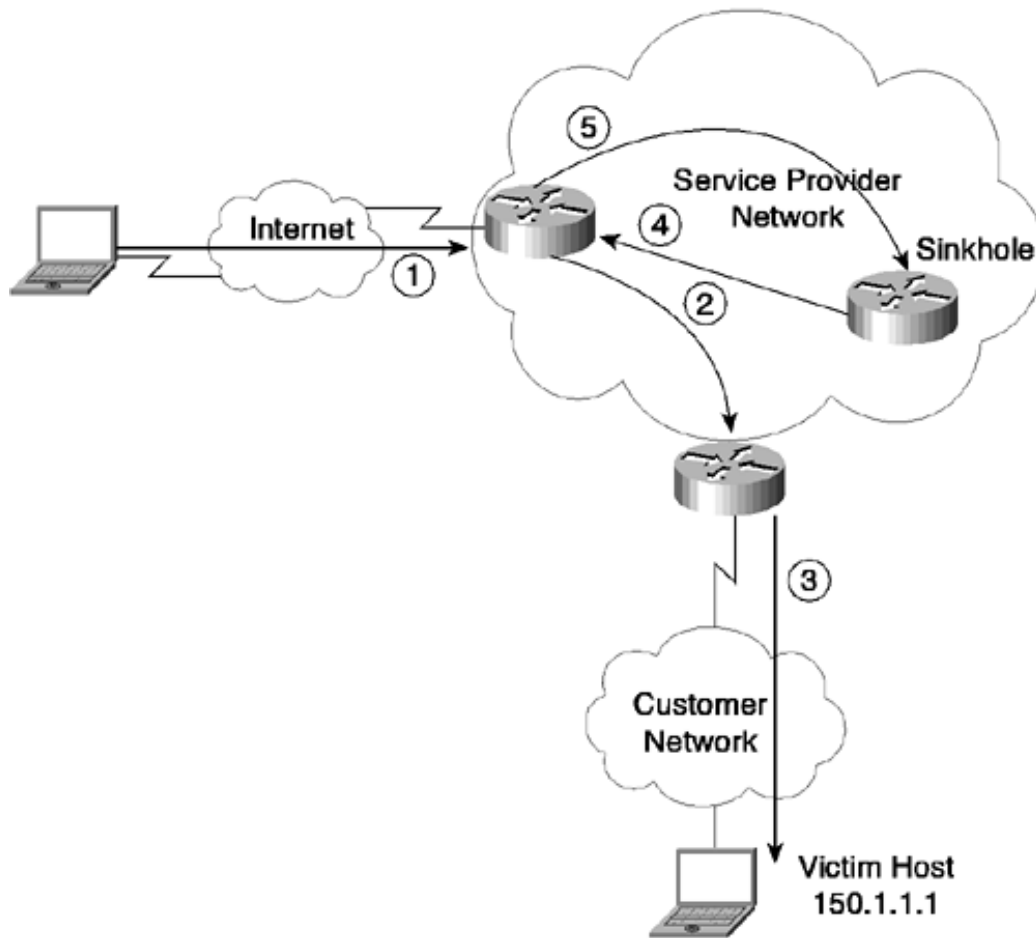 5
Service Provider
Network
Internet
4
Sinkhole
1
2
3
Customer
Network
Victim Host
150.1.1.1